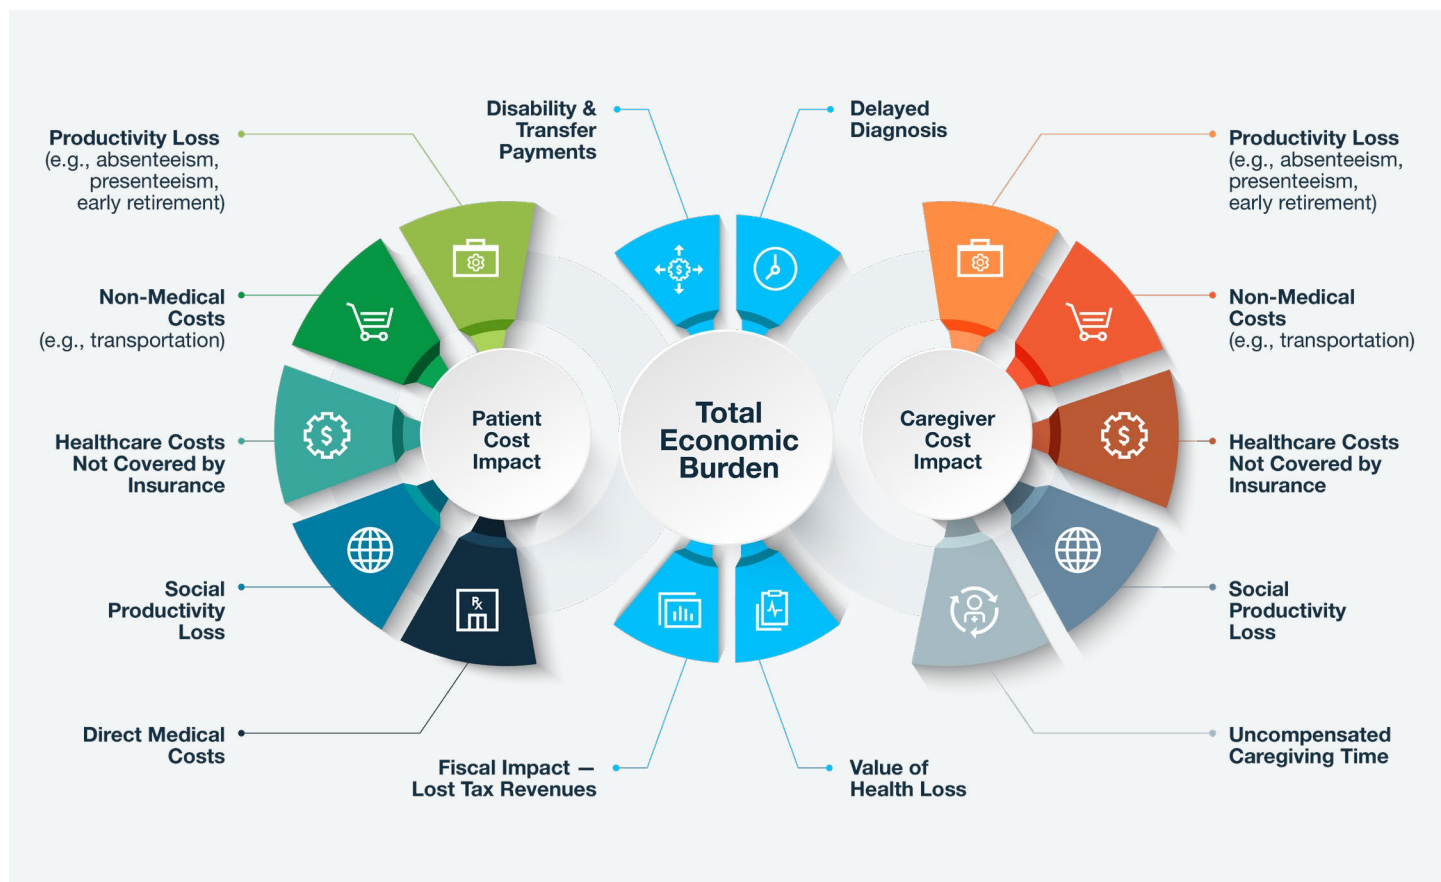 Productivity Loss
(e.g., absenteeism,
presenteeism,
early retirement)
Non-Medical
Costs
(e.g., transportation)
Healthcare Costs
Not Covered by
Insurance
Social
Productivity
Loss
Direct Medical
Costs
Patient
Cost
Impact
Disability &
Transfer
Payments
Delayed
Diagnosis
$
Total
Economic
Burden
Fiscal Impact —
Lost Tax Revenues
Value of
Health Loss
Caregiver
Cost
Impact
Productivity Loss
(e.g., absenteeism,
presenteeism,
early retirement)
Non-Medical
Costs
(e.g., transportation)
Healthcare Costs
Not Covered by
Insurance
Social
Productivity
Loss
Uncompensated
Caregiving Time
$
$
Rx